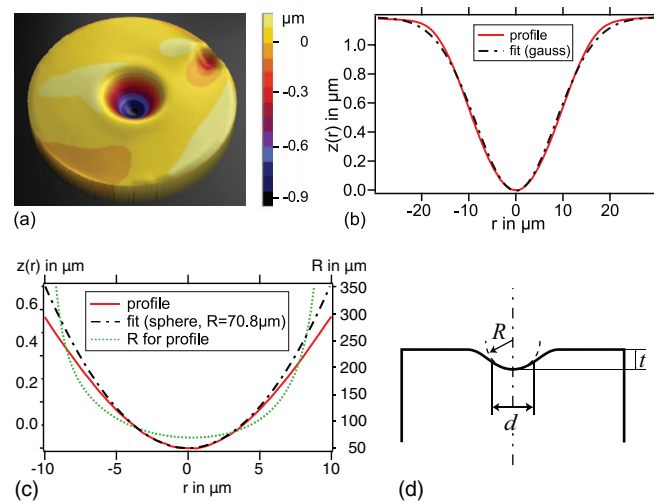 µm
0
-0.3
-0.6
-0.9
(a)
z(r) in µm
1.0
0.8
0.6
0.4
0.2
0.0
profile
fit (gauss)
-20 -10 0 10 20
r in µm
(b)
z(r) in µm
R in µm
0.6
0.4
0.2
0.0
profile
fit (sphere, R=70.8µm)
R for profile
350
300
250
200
150
100
50
-10 -5 0 5 10
r in µm
(c)
R
t
d
(d)